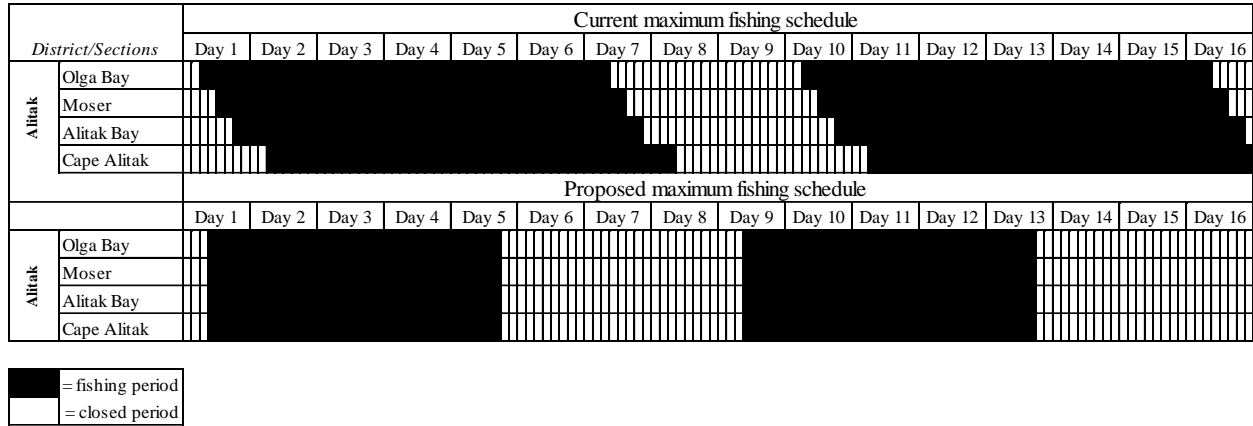 Current maximum fishing schedule
District/Sections Day 1 Day 2 Day 3 Day 4 Day 5 Day 6 Day 7 Day 8 Day 9 Day 10 Day 11 Day 12 Day 13 Day 14 Day 15 Day 16
Alitak
Olga Bay
Moser
Alitak Bay
Cape Alitak
Proposed maximum fishing schedule
Day 1 Day 2 Day 3 Day 4 Day 5 Day 6 Day 7 Day 8 Day 9 Day 10 Day 11 Day 12 Day 13 Day 14 Day 15 Day 16
Alitak
Olga Bay
Moser
Alitak Bay
Cape Alitak
= fishing period
= closed period